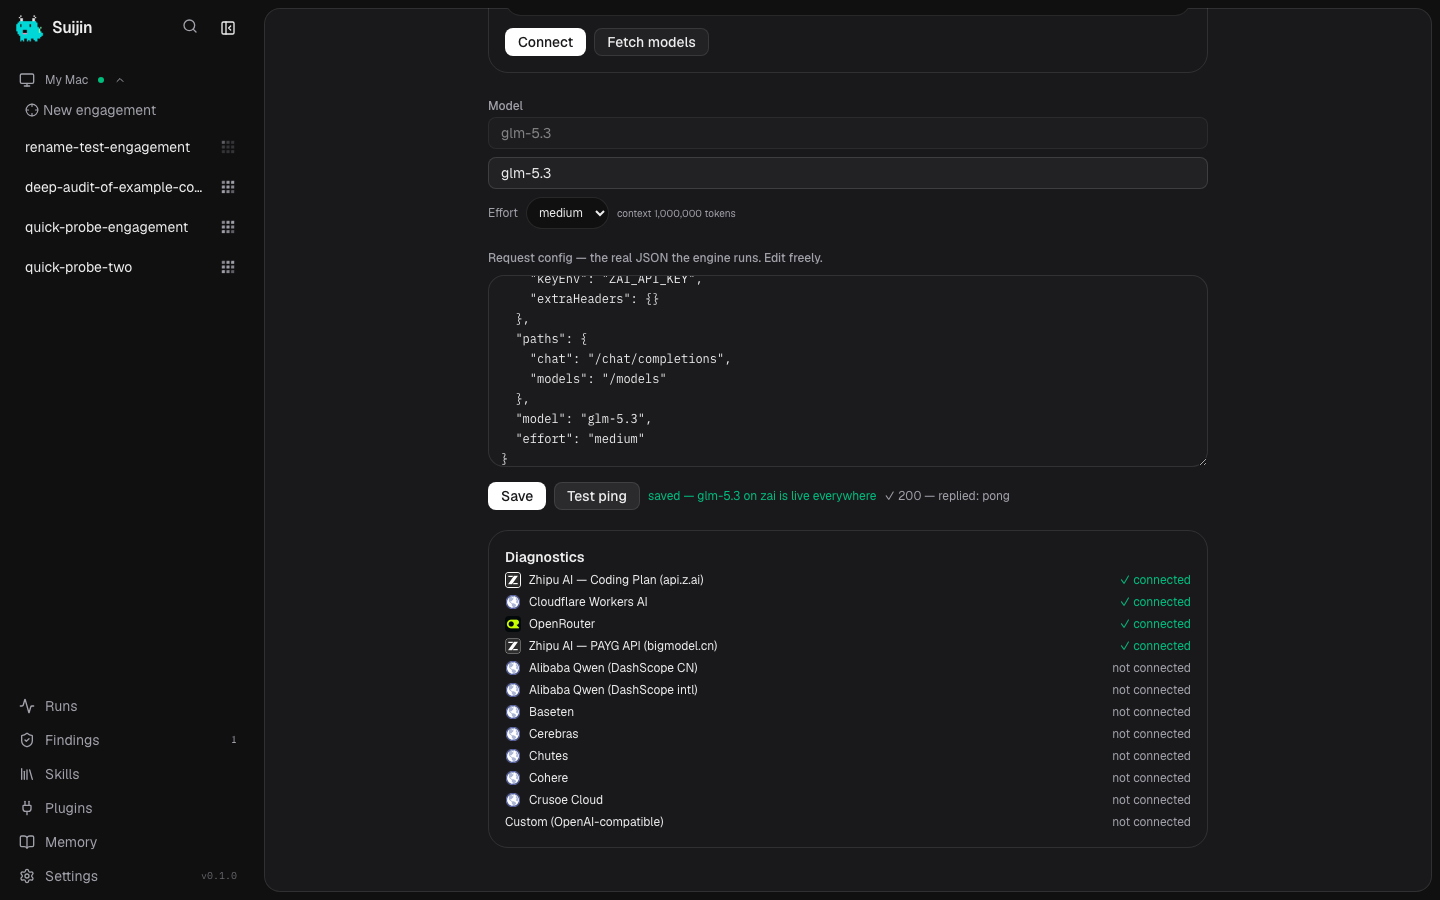 Suijin
My Mac
New engagement
rename-test-engagement
deep-audit-of-example-co...
quick-probe-engagement
quick-probe-two
Runs
Findings 1
Skills
Plugins
Memory
Settings v0.1.0
Connect Fetch models
Model
glm-5.3
glm-5.3
Effort medium context 1,000,000 tokens
Request config — the real JSON the engine runs. Edit freely.
"keyEnv": "ZAI_API_KEY",
"extraHeaders": {}
},
"paths": {
"chat": "/chat/completions",
"models": "/models"
},
"model": "glm-5.3",
"effort": "medium"
}
Save Test ping saved — glm-5.3 on zai is live everywhere ✓ 200 — replied: pong
Diagnostics
Zhipu AI — Coding Plan (api.z.ai) ✓ connected
Cloudflare Workers AI ✓ connected
OpenRouter ✓ connected
Zhipu AI — PAYG API (bigmodel.cn) ✓ connected
Alibaba Qwen (DashScope CN) not connected
Alibaba Qwen (DashScope intl) not connected
Baseten not connected
Cerebras not connected
Chutes not connected
Cohere not connected
Crusoe Cloud not connected
Custom (OpenAI-compatible) not connected